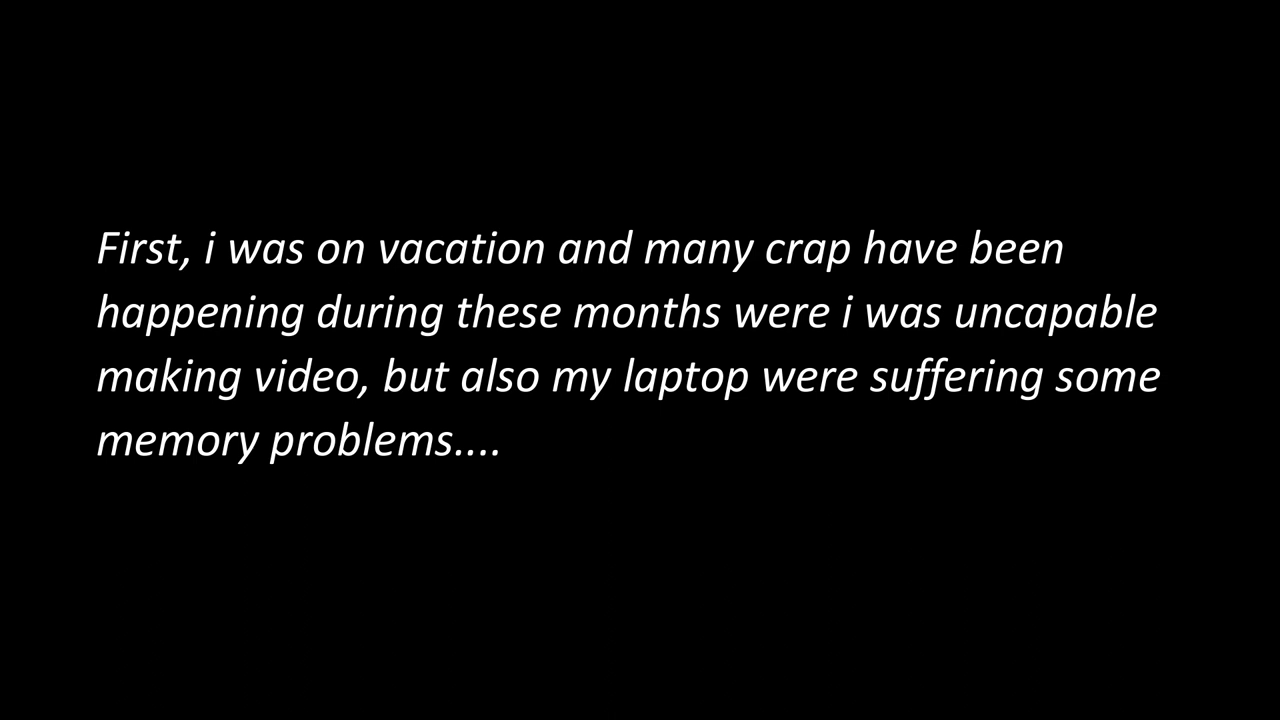 First, i was on vacation and many crap have been
happening during these months were i was uncapable
making video, but also my laptop were suffering some
memory problems....